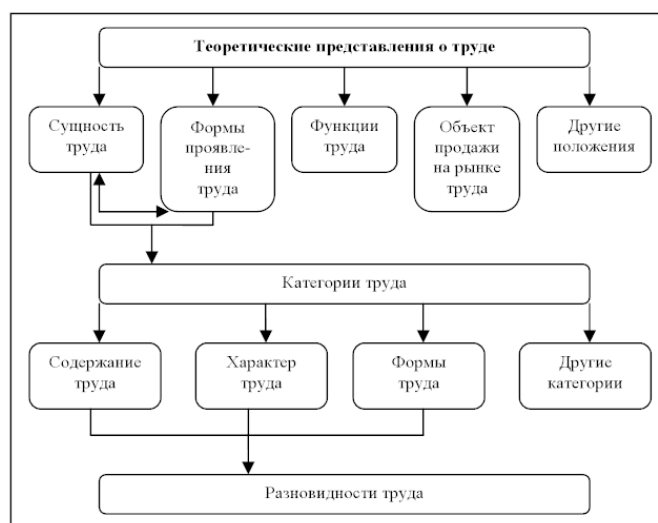 Теоретические представления о труде
Сущность
труда
Формы
проявле-
ния
труда
Функции
труда
Объект
продажи
на рынке
труда
Другие
положения
Категории труда
Содержание
труда
Характер
труда
Формы
труда
Другие
категории
Разновидности труда